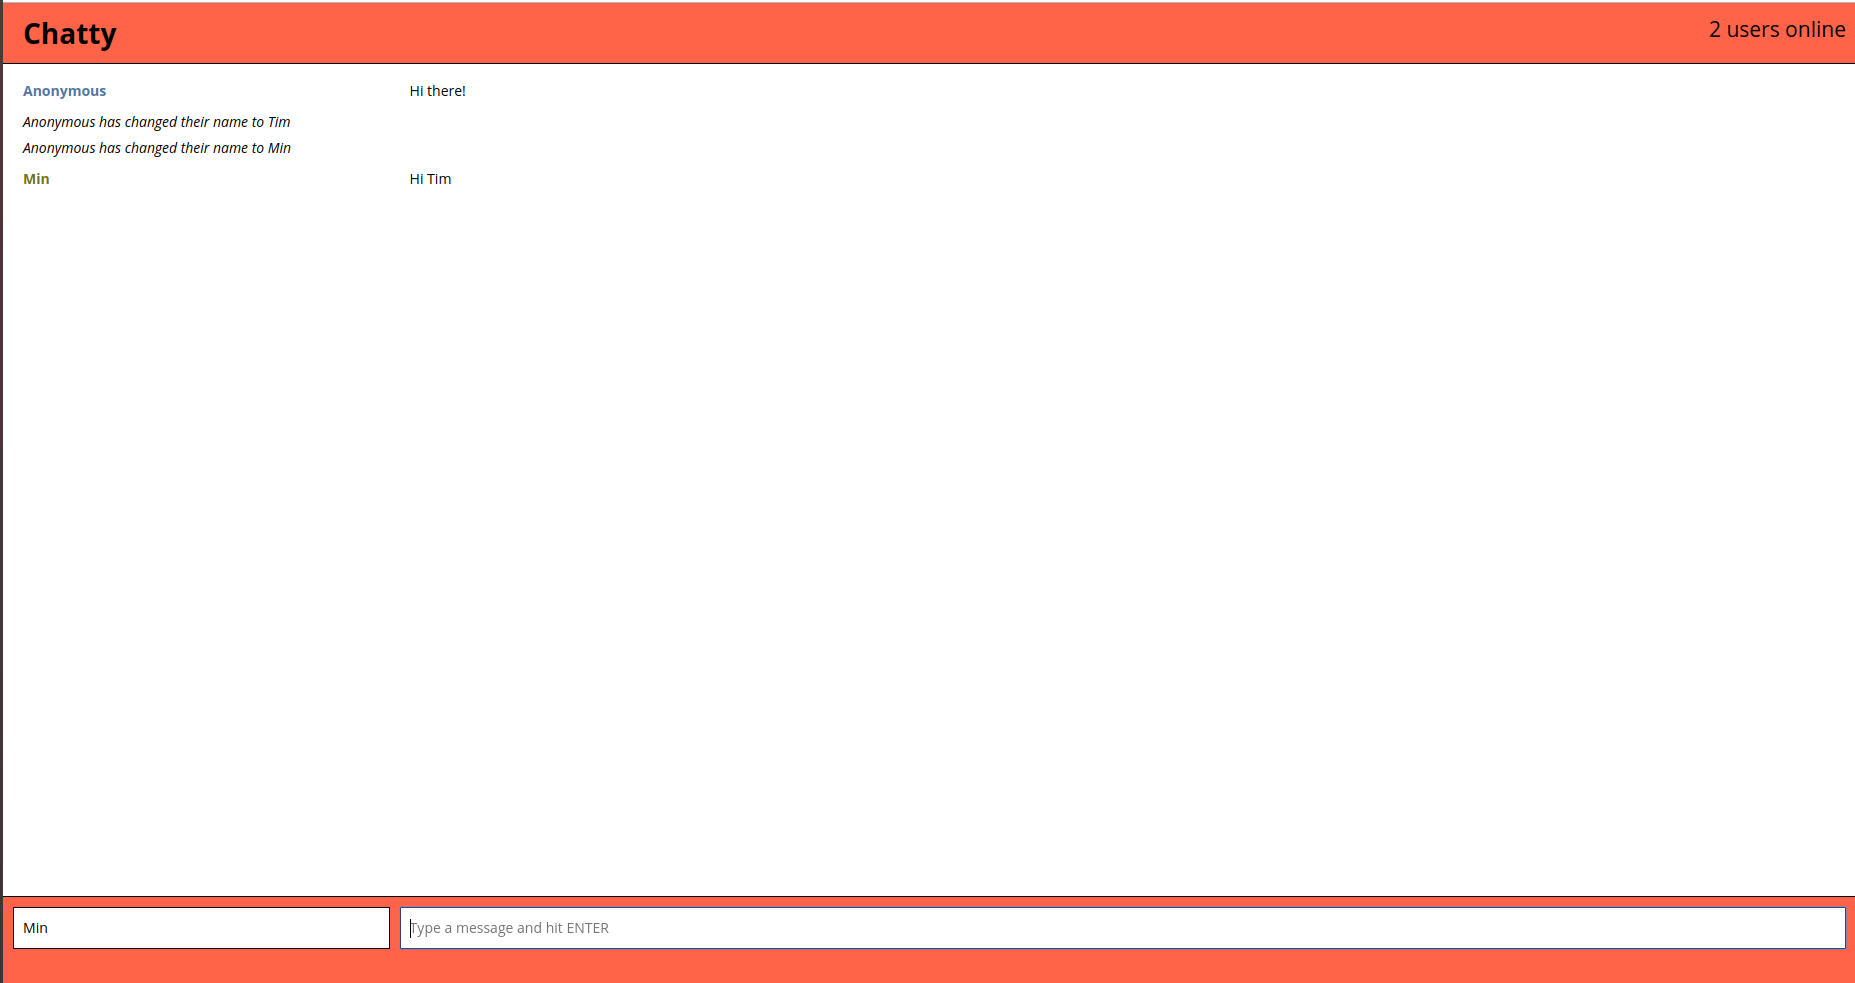 Chatty
2 users online
Anonymous Hi there!
Anonymous has changed their name to Tim
Anonymous has changed their name to Min
Min Hi Tim
Min Type a message and hit ENTER